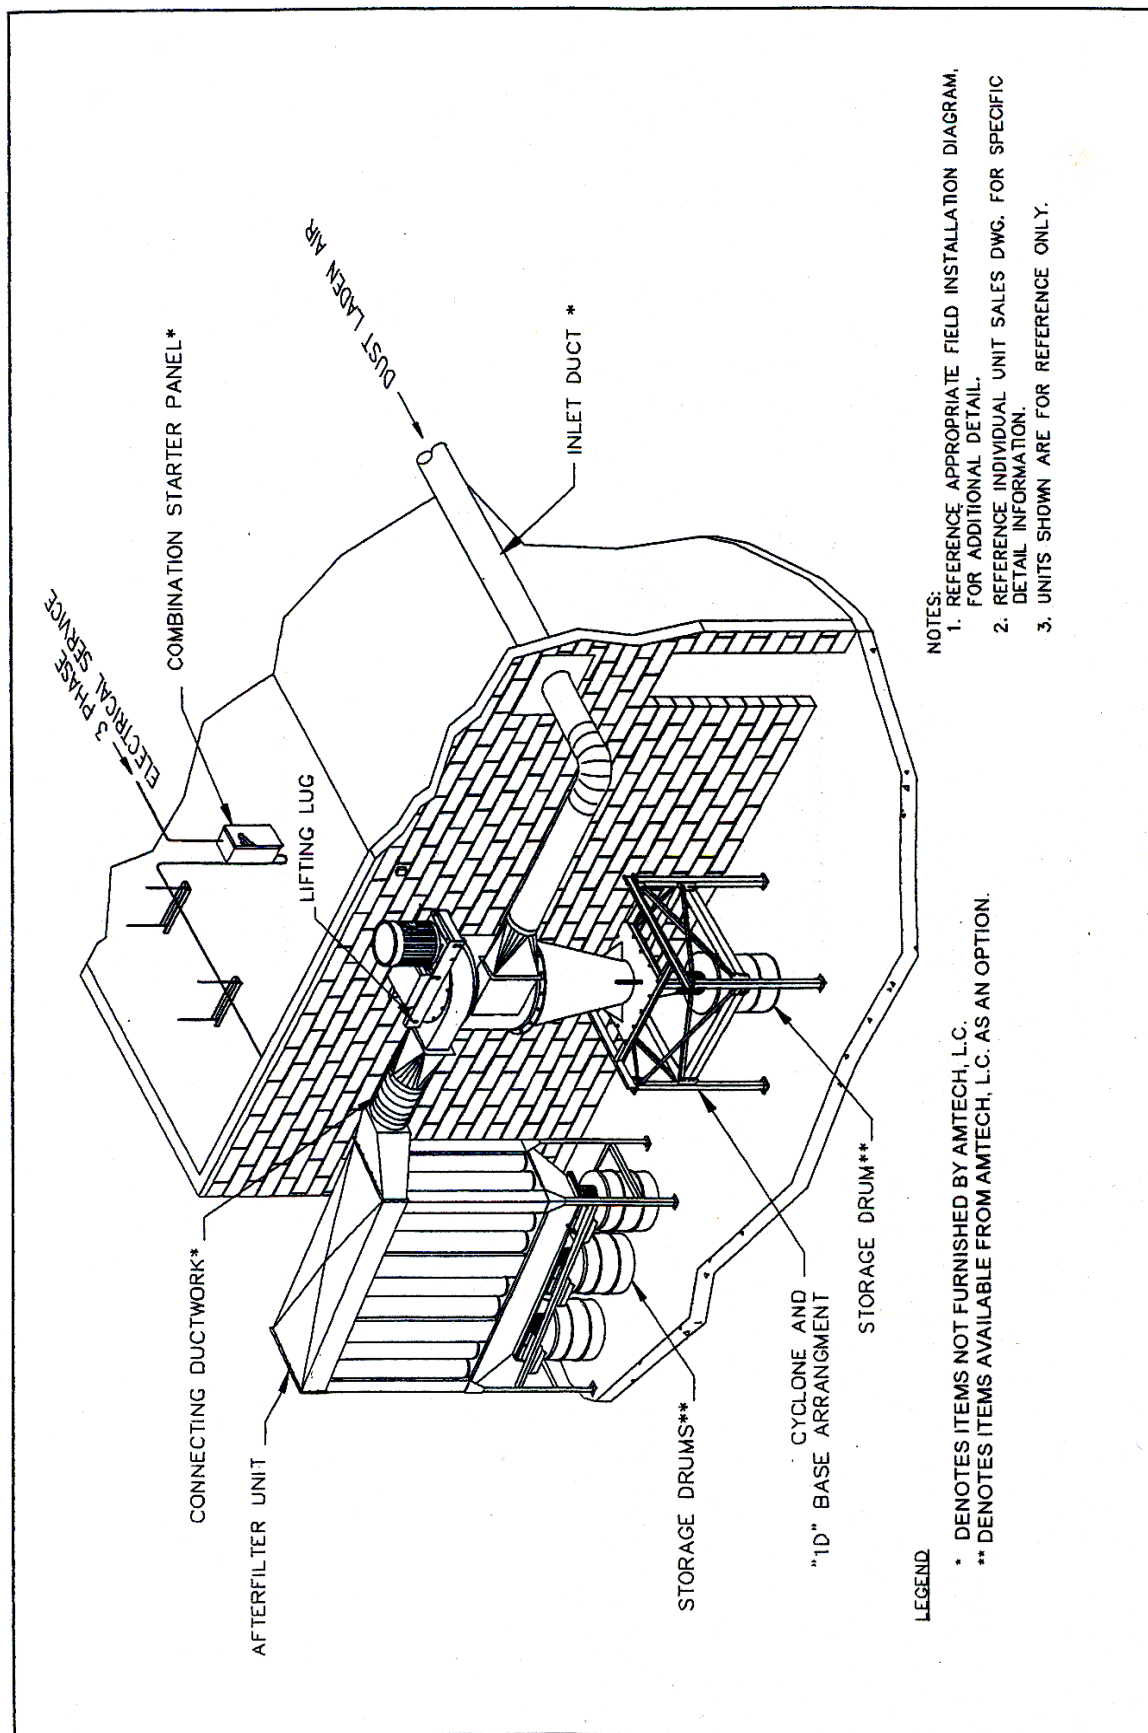 3 PHASE
ELECTRICAL SERVICE
COMBINATION STARTER PANEL*
DUST LADEN AIR
LIFTING LUG
INLET DUCT *
CONNECTING DUCTWORK*
AFTERFILTER UNIT
STORAGE DRUMS**
CYCLONE AND
"1D" BASE ARRANGMENT
STORAGE DRUM**
LEGEND
* DENOTES ITEMS NOT FURNISHED BY AMTECH, L.C.
** DENOTES ITEMS AVAILABLE FROM AMTECH, L.C. AS AN OPTION.
NOTES:
1. REFERENCE APPROPRIATE FIELD INSTALLATION DIAGRAM,
FOR ADDITIONAL DETAIL.
2. REFERENCE INDIVIDUAL UNIT SALES DWG. FOR SPECIFIC
DETAIL INFORMATION.
3. UNITS SHOWN ARE FOR REFERENCE ONLY.